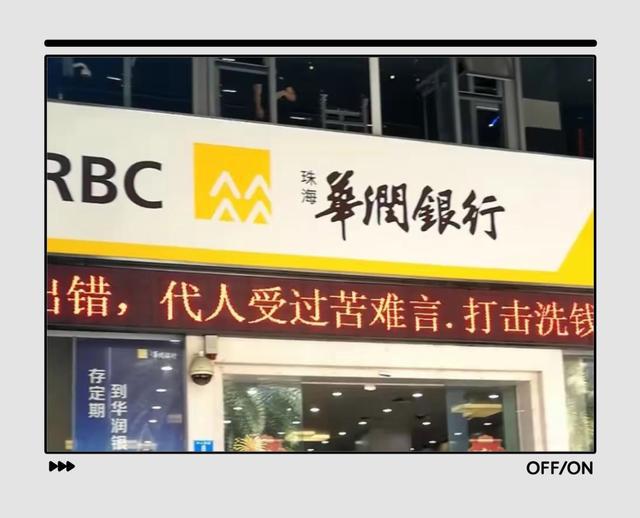 RBC
珠海
華潤銀行
出错，代人受过苦难言.打击洗钱
存定期
到华润银
OFF/ON